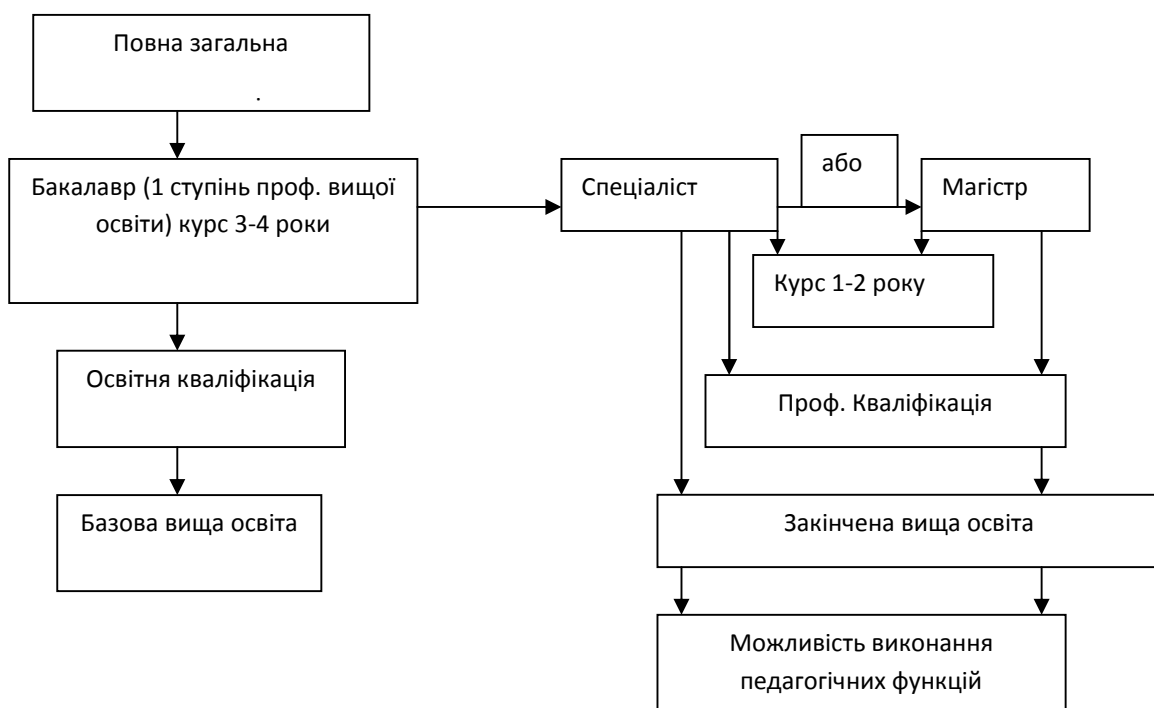 Повна загальна
.
Бакалавр (1 ступінь проф. вищої
освіти) курс 3-4 роки
Освітня кваліфікація
Базова вища освіта
Спеціаліст
або
Магістр
Курс 1-2 року
Проф. Кваліфікація
Закінчена вища освіта
Можливість виконання
педагогічних функцій